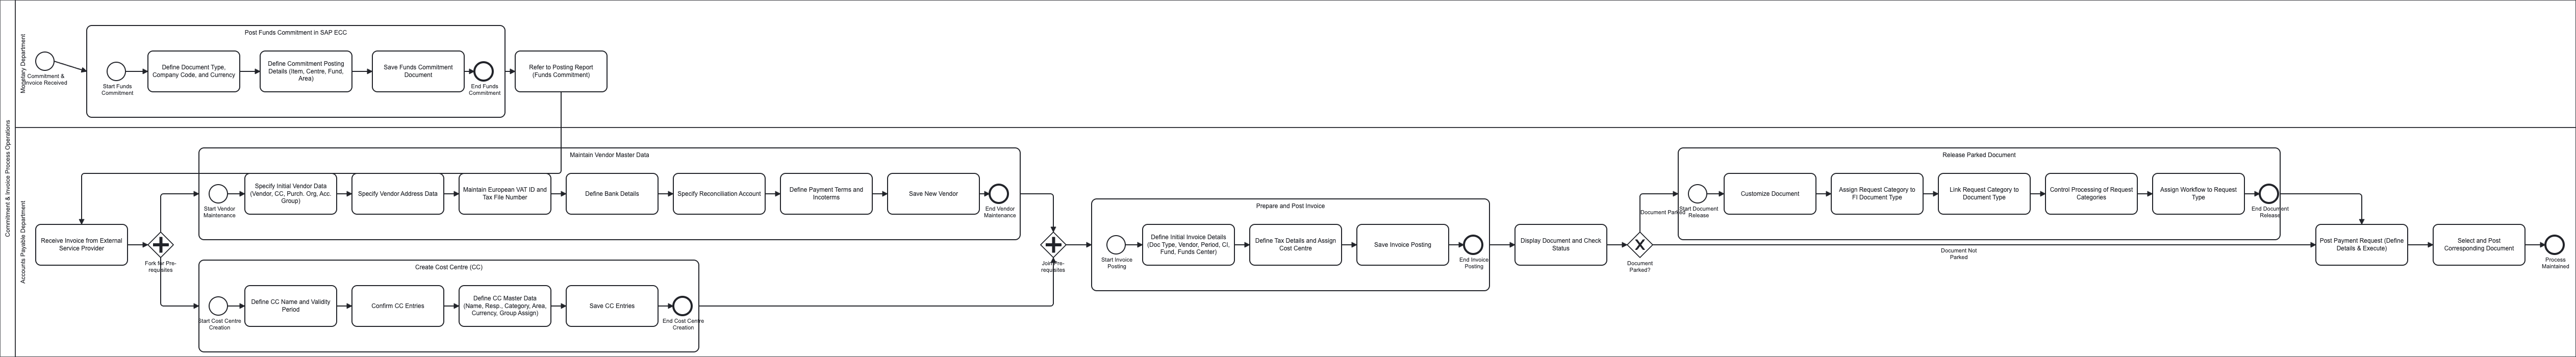 Commitment & Invoice Process Operations
Monetary Department
Commitment &
Invoice Received
Post Funds Commitment in SAP ECC
Start Funds
Commitment
Define Document Type,
Company Code, and Currency
Define Commitment Posting
Details (Item, Centre, Fund,
Area)
Save Funds Commitment
Document
End Funds
Commitment
Refer to Posting Report
(Funds Commitment)
Accounts Payable Department
Receive Invoice from External
Service Provider
Fork for Pre-
requisites
Maintain Vendor Master Data
Start Vendor
Maintenance
Specify Initial Vendor Data
(Vendor, CC, Purch. Org, Acc.
Group)
Specify Vendor Address Data
Maintain European VAT ID and
Tax File Number
Define Bank Details
Specify Reconciliation Account
Define Payment Terms and
Incoterms
Save New Vendor
End Vendor
Maintenance
Create Cost Centre (CC)
Start Cost Centre
Creation
Define CC Name and Validity
Period
Confirm CC Entries
Define CC Master Data
(Name, Resp., Category, Area,
Currency, Group Assign)
Save CC Entries
End Cost Centre
Creation
Join Pre-
requisites
Prepare and Post Invoice
Start Invoice
Posting
Define Initial Invoice Details
(Doc Type, Vendor, Period, CI,
Fund, Funds Center)
Define Tax Details and Assign
Cost Centre
Save Invoice Posting
End Invoice
Posting
Display Document and Check
Status
Document
Parked?
Document Parked
Release Parked Document
Start Document
Release
Customize Document
Assign Request Category to
FI Document Type
Link Request Category to
Document Type
Control Processing of Request
Categories
Assign Workflow to Request
Type
End Document
Release
Document Not
Parked
Post Payment Request (Define
Details & Execute)
Select and Post
Corresponding Document
Process
Maintained